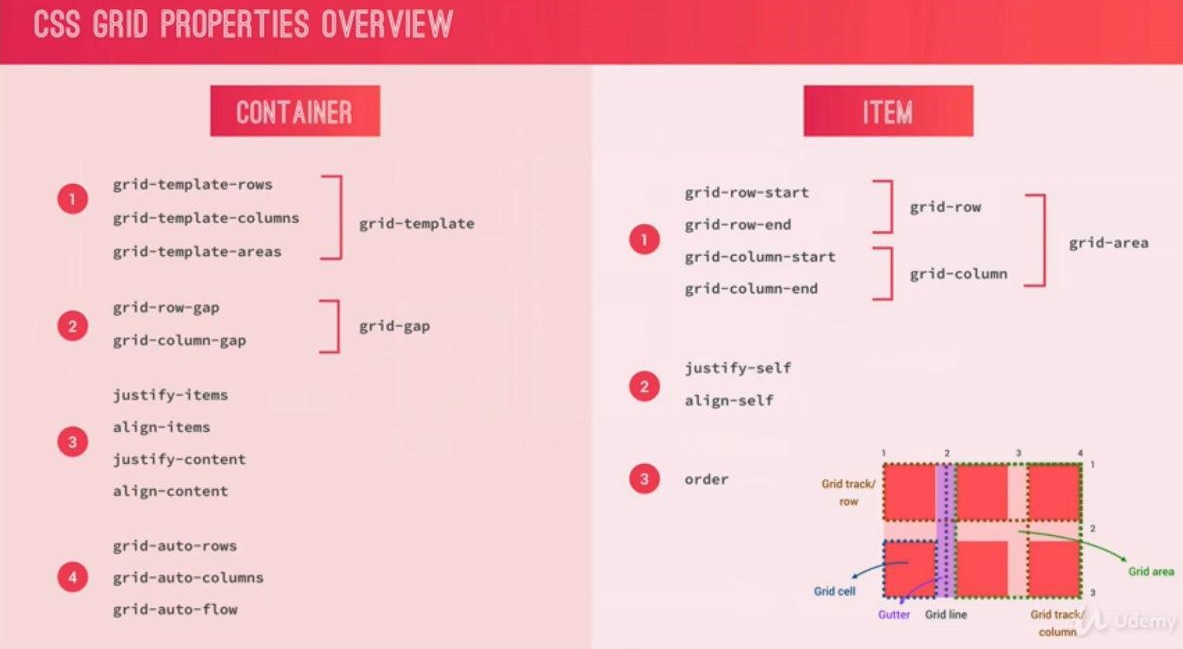 CSS GRID PROPERTIES OVERVIEW
CONTAINER
1
grid-template-rows
grid-template-columns
grid-template-areas
grid-template
2
grid-row-gap
grid-column-gap
grid-gap
3
justify-items
align-items
justify-content
align-content
4
grid-auto-rows
grid-auto-columns
grid-auto-flow
ITEM
1
grid-row-start
grid-row-end
grid-column-start
grid-column-end
grid-row
grid-column
grid-area
2
justify-self
align-self
3
order
1 2 3 4
1
2
3
Grid track/
row
Grid area
Grid cell
Gutter
Grid line
Grid track/
column
Udemy